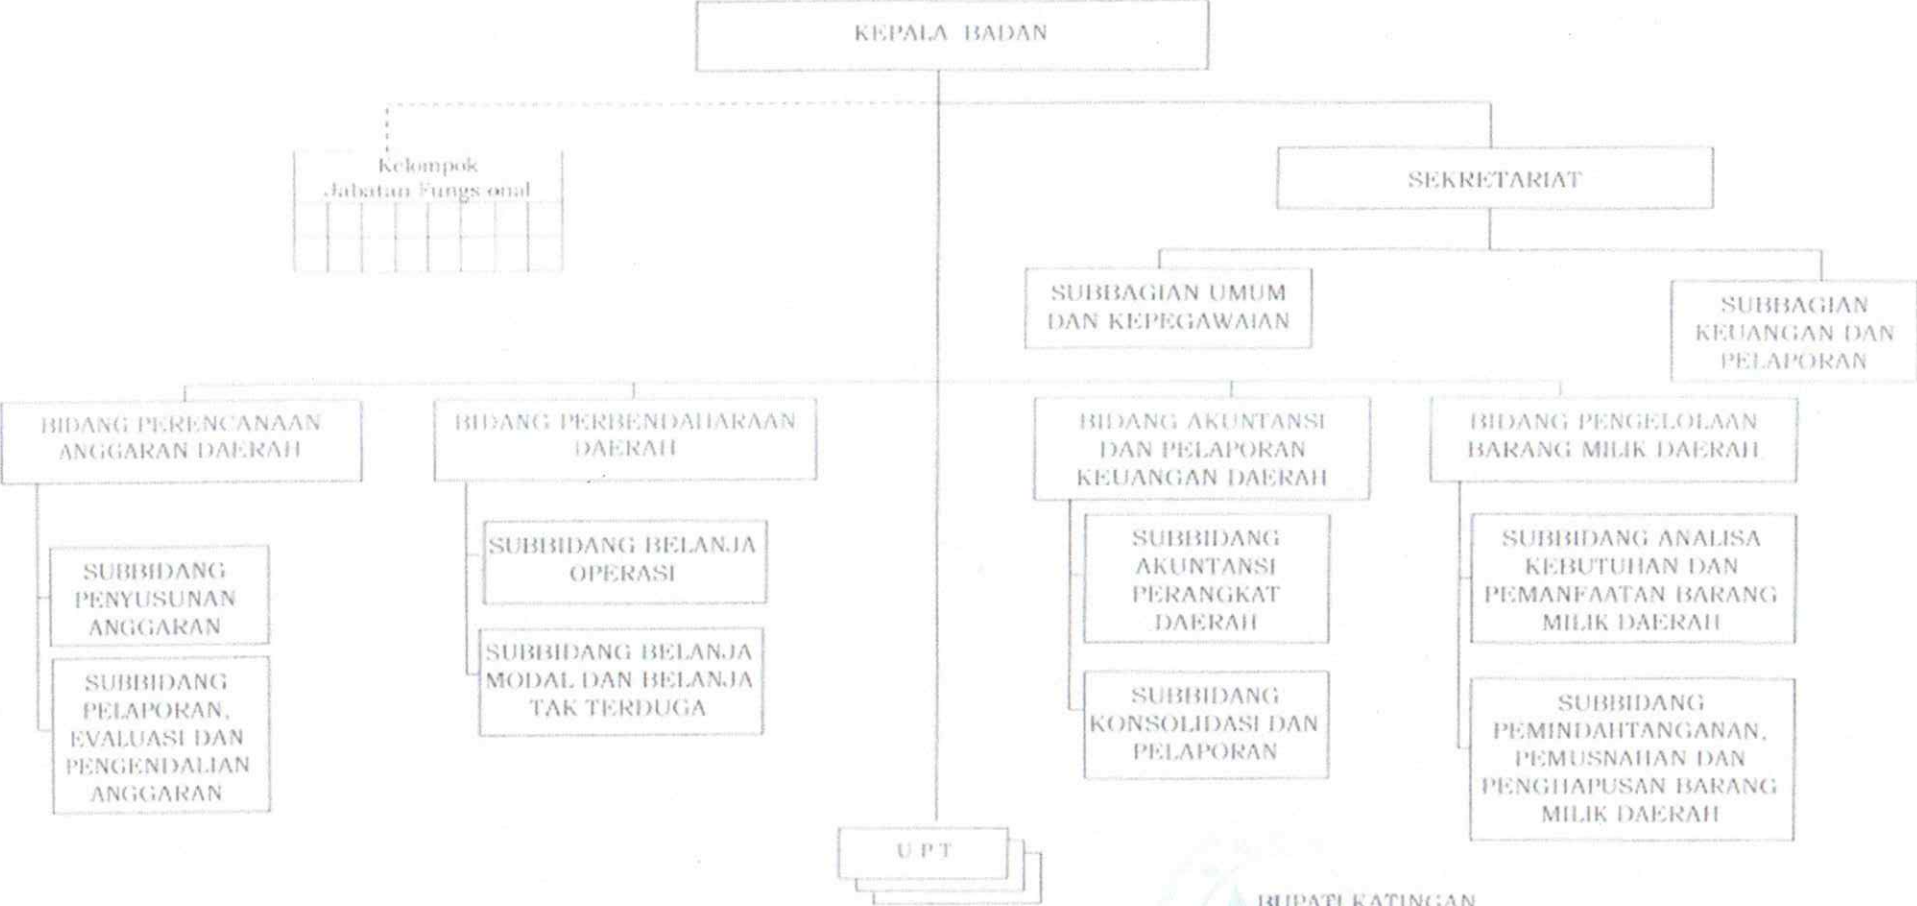 KEPALA BADAN
Kelompok
Jabatan Fungsional
SEKRETARIAT
SUBBAGIAN UMUM
DAN KEPEGAWAIAN
SUBBAGIAN
KEUANGAN DAN
PELAPORAN
BIDANG PERENCANAAN
ANGGARAN DAERAH
BIDANG PERBENDAHARAAN
DAERAH
BIDANG AKUNTANSI
DAN PELAPORAN
KEUANGAN DAERAH
BIDANG PENGELOLAAN
BARANG MILIK DAERAH
SUBBIDANG
PENYUSUNAN
ANGGARAN
SUBBIDANG
PELAPORAN,
EVALUASI DAN
PENGENDALIAN
ANGGARAN
SUBBIDANG BELANJA
OPERASI
SUBBIDANG BELANJA
MODAL DAN BELANJA
TAK TERDUGA
SUBBIDANG
AKUNTANSI
PERANGKAT
DAERAH
SUBBIDANG
KONSOLIDASI DAN
PELAPORAN
SUBBIDANG ANALISA
KEBUTUHAN DAN
PEMANFAATAN BARANG
MILIK DAERAH
SUBBIDANG
PEMINDAHTANGANAN,
PEMUSNAHAN DAN
PENGHAPUSAN BARANG
MILIK DAERAH
U P T
BUPATI KATINGAN